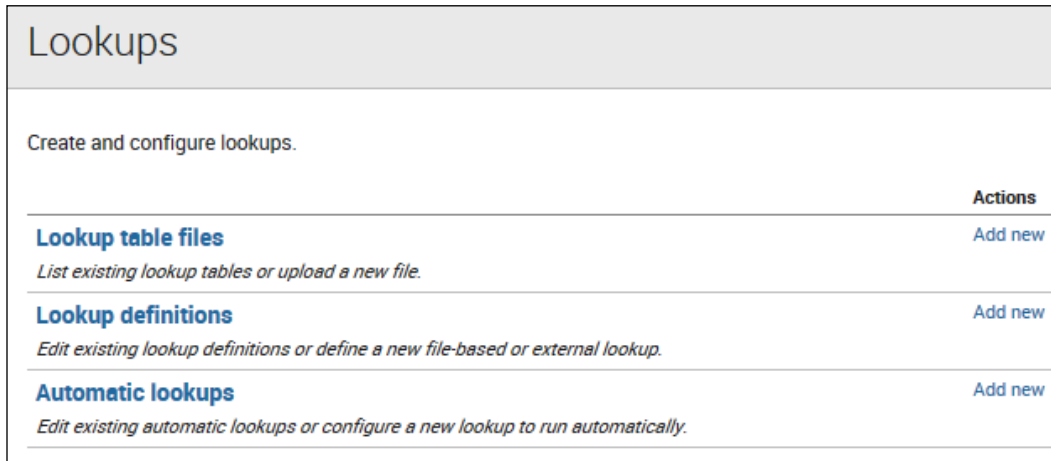 Lookups
Create and configure lookups.
Actions
Lookup table files Add new
List existing lookup tables or upload a new file.
Lookup definitions Add new
Edit existing lookup definitions or define a new file-based or external lookup.
Automatic lookups Add new
Edit existing automatic lookups or configure a new lookup to run automatically.